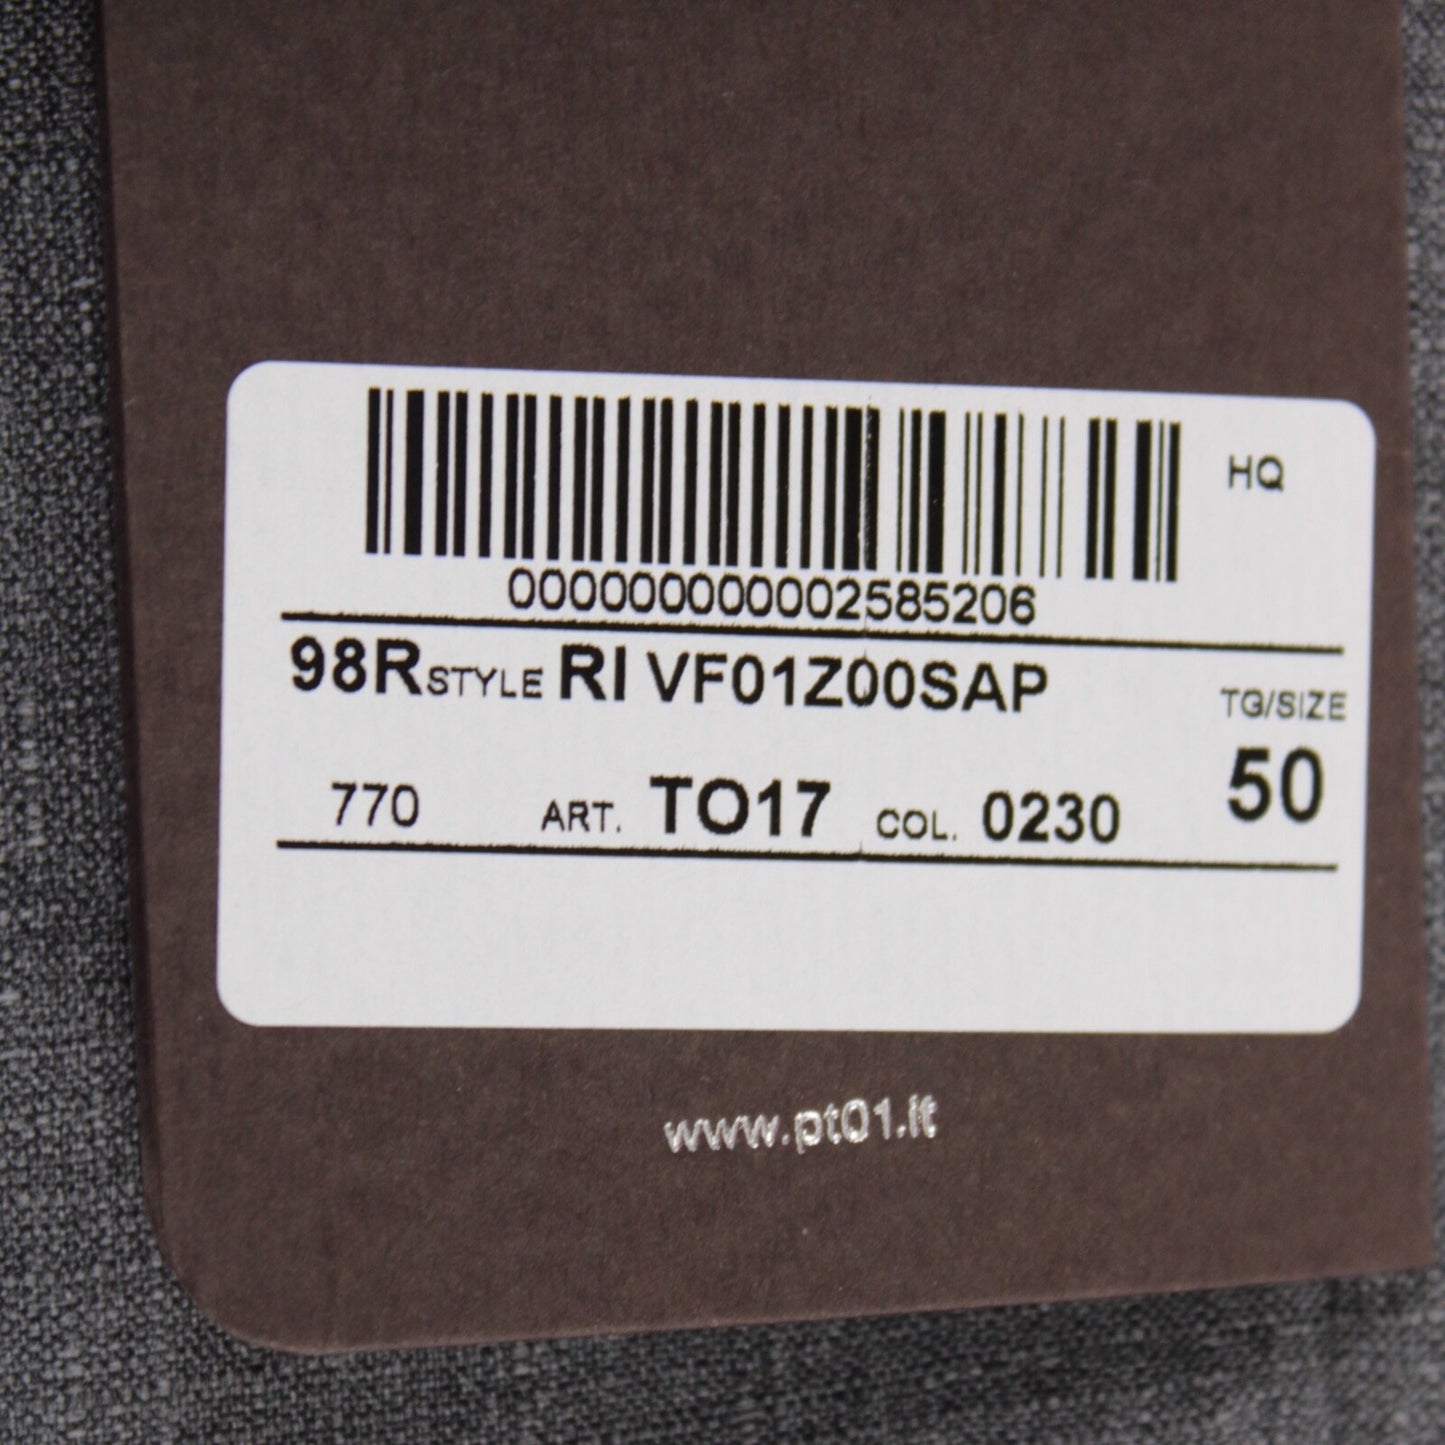 HQ
000000000002585206
98R STYLE RI VF01Z00SAP
TG/SIZE
50
770 ART. TO17 COL. 0230
www.pt01.it